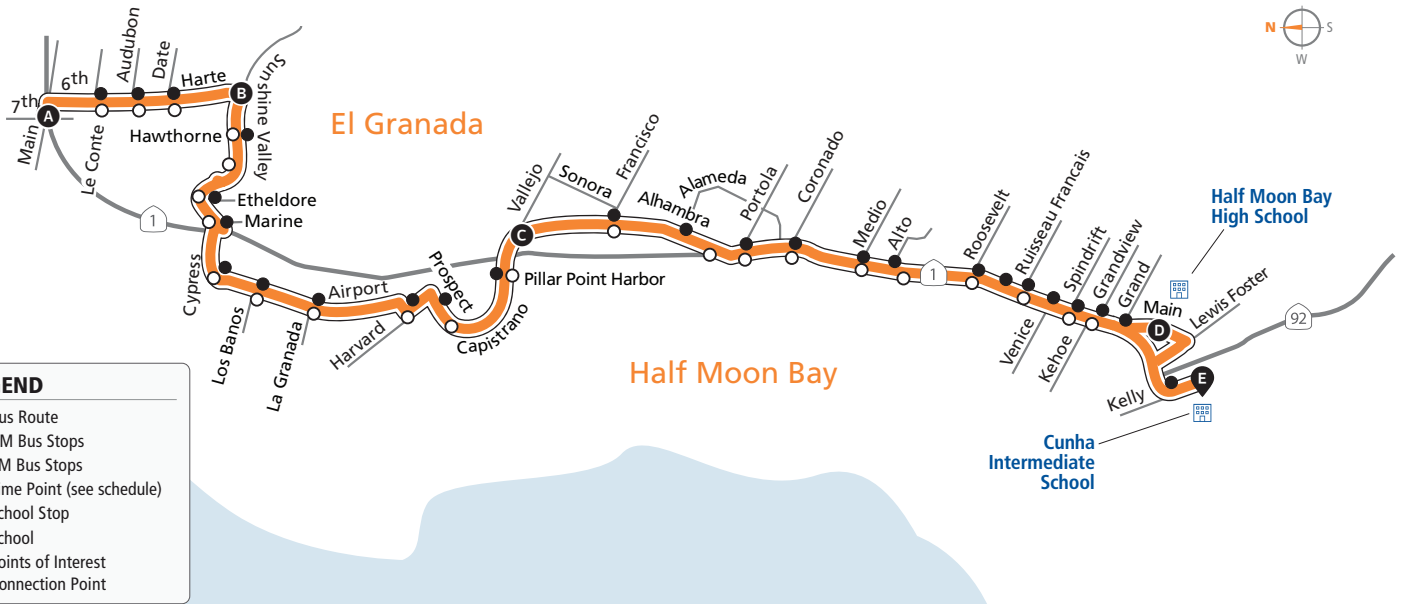 N
S
W
6th
Audubon
Date
Harte
7th
A
B
Main
Le Conte
Hawthorne
Sunshine Valley
El Granada
Etheldore
Marine
1
Cypress
Los Banos
La Granada
Airport
Harvard
Prospect
Capistrano
Pillar Point Harbor
C
Vallejo
Sonora
Francisco
Alhambra
Alameda
Portola
Coronado
Medio
Alto
1
Roosevelt
Ruisseau Francais
Spindrift
Grandview
Grand
Venice
Kehoe
Main
D
Lewis Foster
92
Kelly
E
Half Moon Bay
High School
Half Moon Bay
Cunha
Intermediate
School
END
us Route
M Bus Stops
M Bus Stops
ime Point (see schedule)
chool Stop
chool
oints of Interest
onnection Point